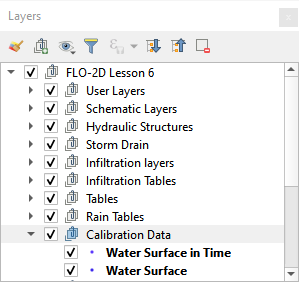 Layers
FLO-2D Lesson 6
User Layers
Schematic Layers
Hydraulic Structures
Storm Drain
Infiltration layers
Infiltration Tables
Tables
Rain Tables
Calibration Data
Water Surface in Time
Water Surface